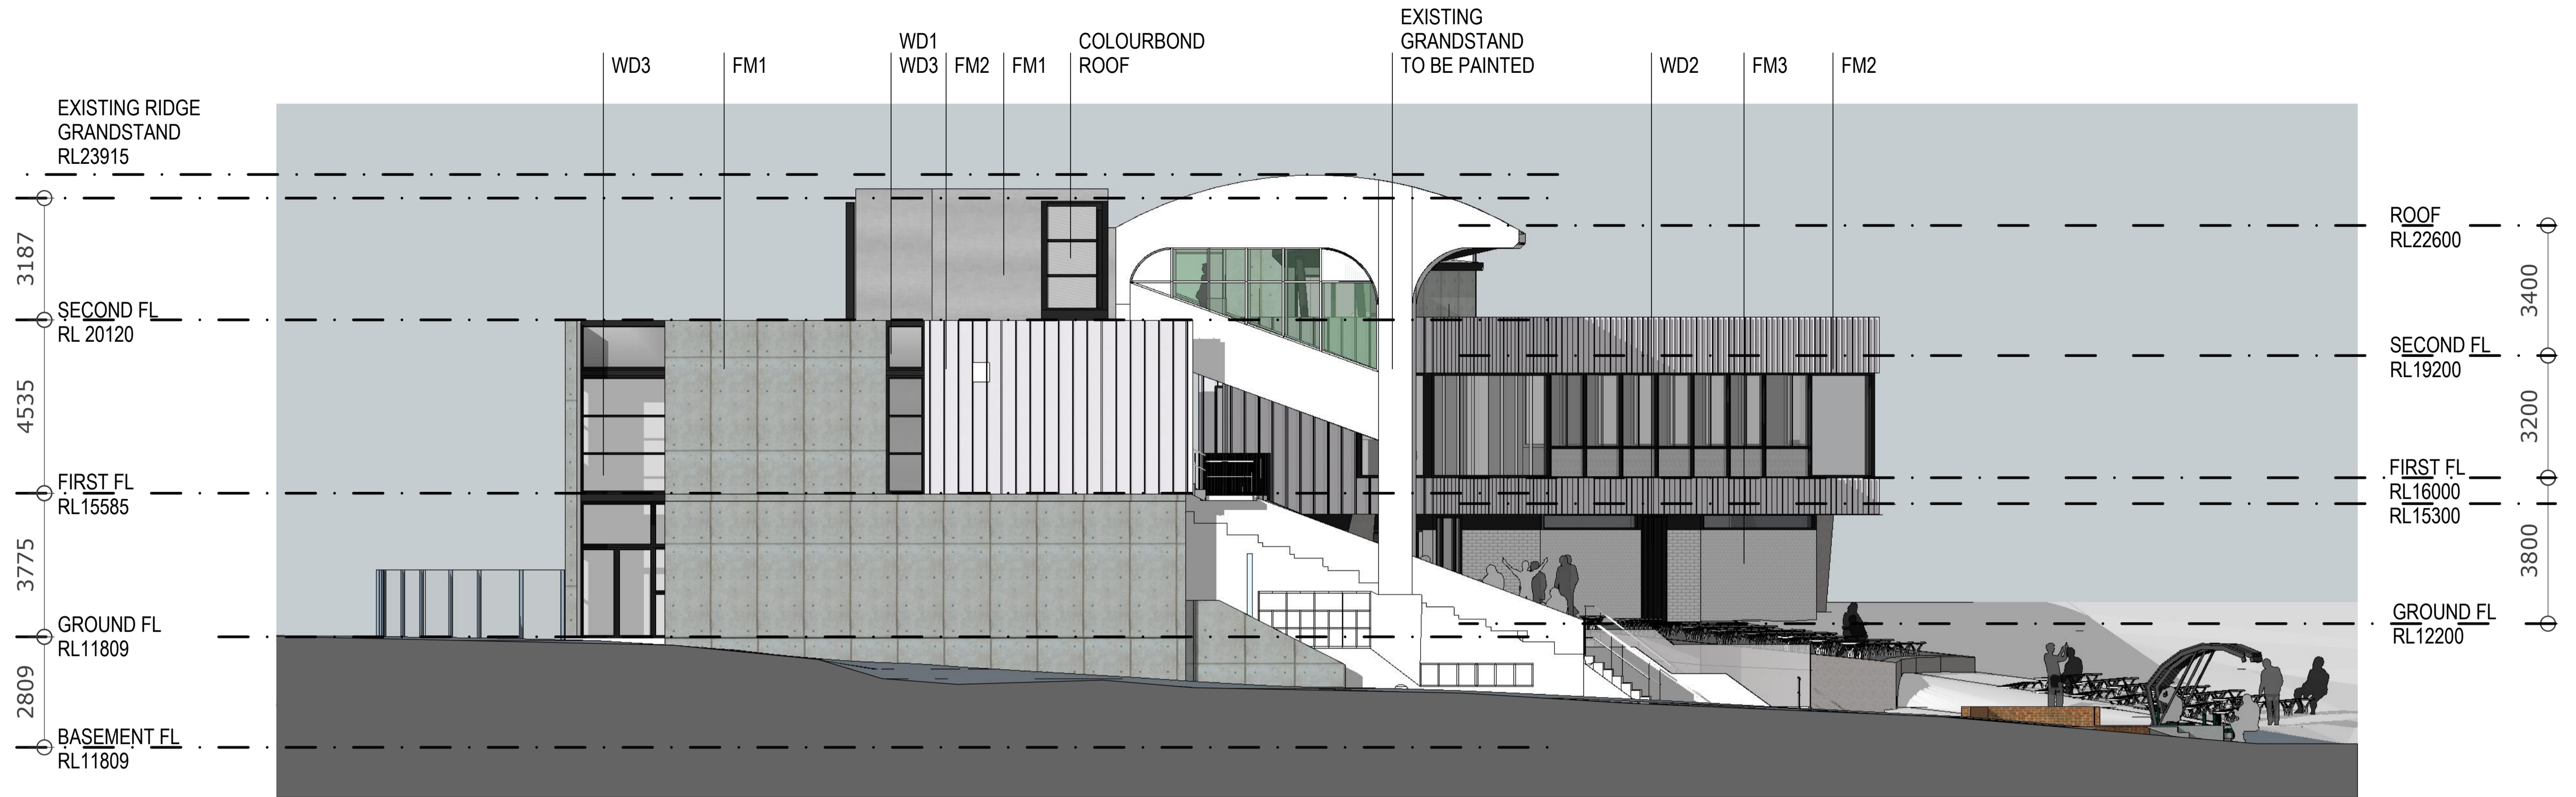 EXISTING
WD1
COLOURBOND
GRANDSTAND
WD3
FM1
WD3
FM2
FM1
ROOF
TO BE PAINTED
WD2
FM3
FM2
EXISTING RIDGE
GRANDSTAND
RL23915
3187
SECOND FL
RL 20120
4535
FIRST FL
RL15585
3775
GROUND FL
RL11809
2809
BASEMENT FL
RL11809
ROOF
RL22600
3400
SECOND FL
RL19200
3200
FIRST FL
RL16000
RL15300
3800
GROUND FL
RL12200